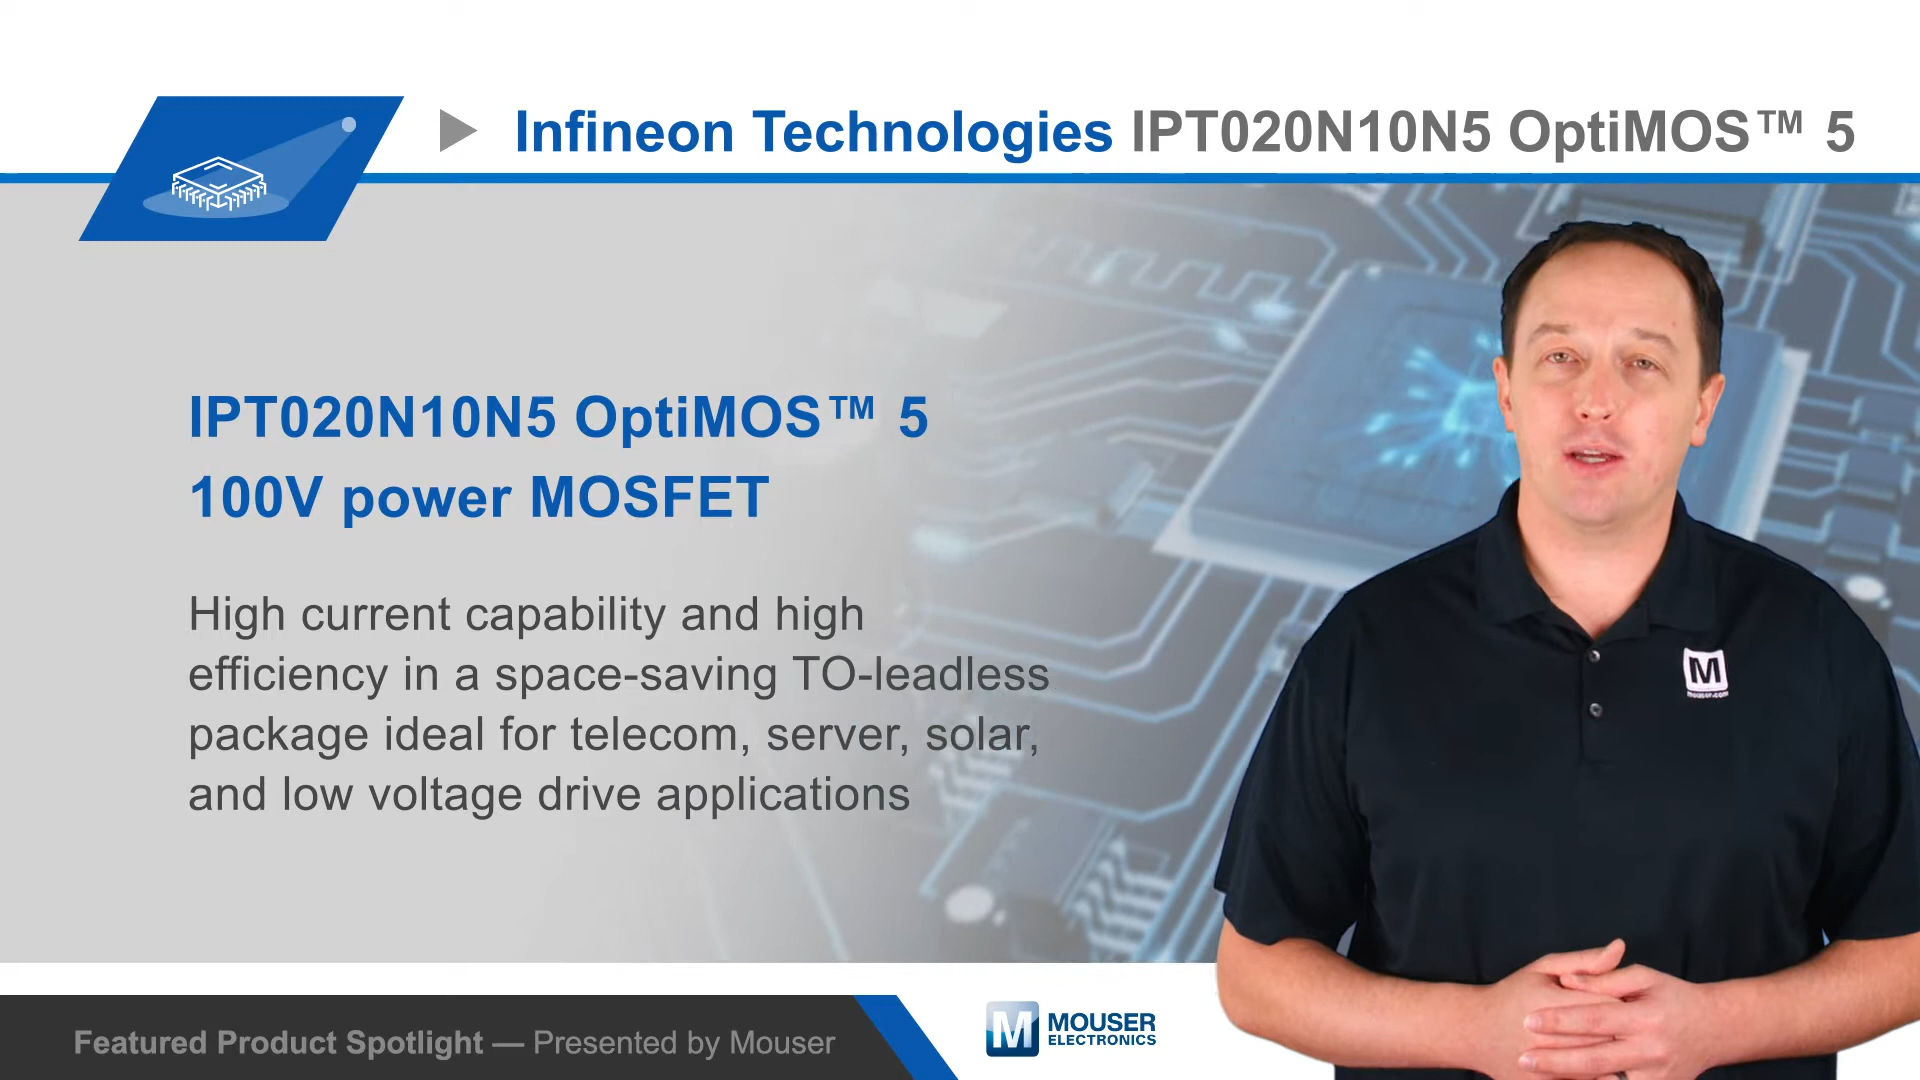 Infineon Technologies IPT020N10N5 OptiMOS™ 5
IPT020N10N5 OptiMOS™ 5
100V power MOSFET
High current capability and high
efficiency in a space-saving TO-leadless
package ideal for telecom, server, solar,
and low voltage drive applications
M
mouser.com
Featured Product Spotlight — Presented by Mouser
M MOUSER
ELECTRONICS